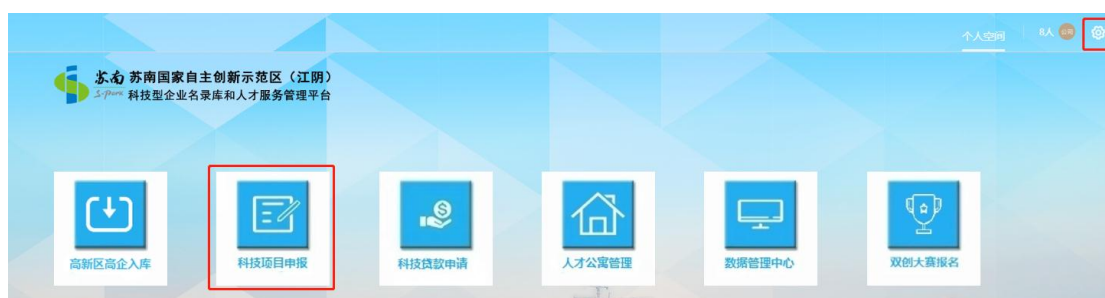 个人空间
苏南 苏南国家自主创新示范区（江阴）
S-park 科技型企业名录库和人才服务管理平台
高新区高企入库
科技项目申报
科技贷款申请
人才公寓管理
数据管理中心
双创大赛报名